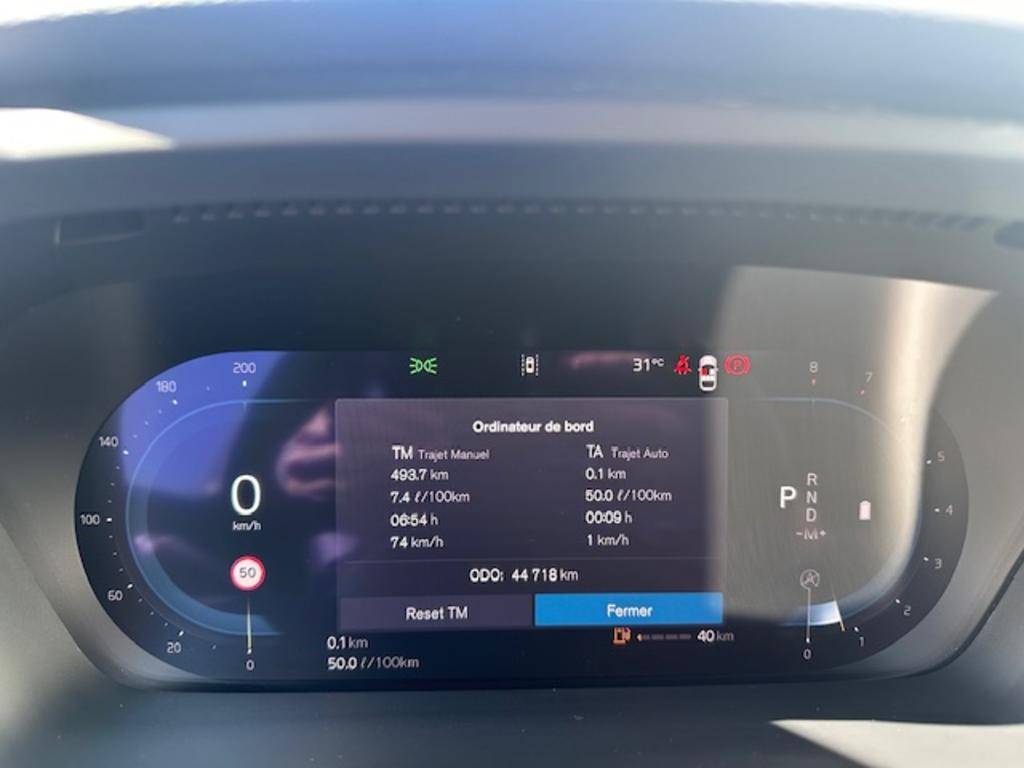 200
180
140
100
60
20
0
0
km/h
50
31°C
P
Ordinateur de bord
TM Trajet Manuel
493.7 km
7.4 ℓ/100km
06:54 h
74 km/h
TA Trajet Auto
0.1 km
50.0 ℓ/100km
00:09 h
1 km/h
ODO: 44 718 km
Reset TM
Fermer
0.1 km
50.0 ℓ/100km
40 km
P
R
N
D
-M+
A
8
7
5
4
3
2
1
0